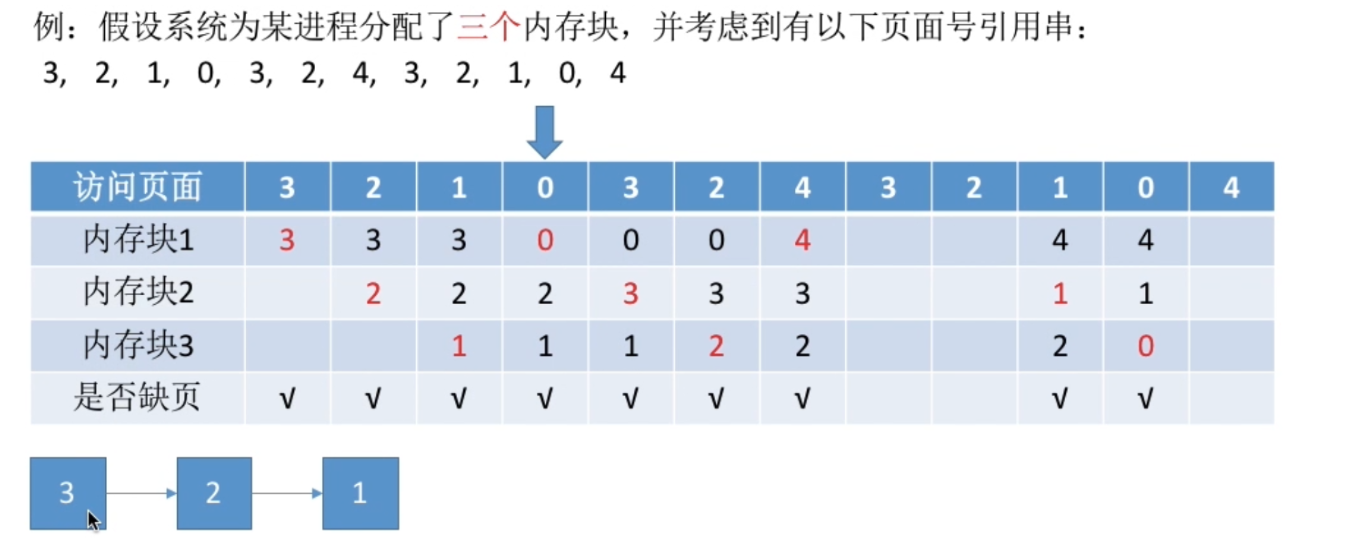 例：假设系统为某进程分配了三个内存块，并考虑到有以下页面号引用串：
3, 2, 1, 0, 3, 2, 4, 3, 2, 1, 0, 4
访问页面 3 2 1 0 3 2 4 3 2 1 0 4
内存块1 3 3 3 0 0 0 4 4 4
内存块2 2 2 2 3 3 3 1 1
内存块3 1 1 1 2 2 2 0
是否缺页 √ √ √ √ √ √ √ √ √
3 2 1